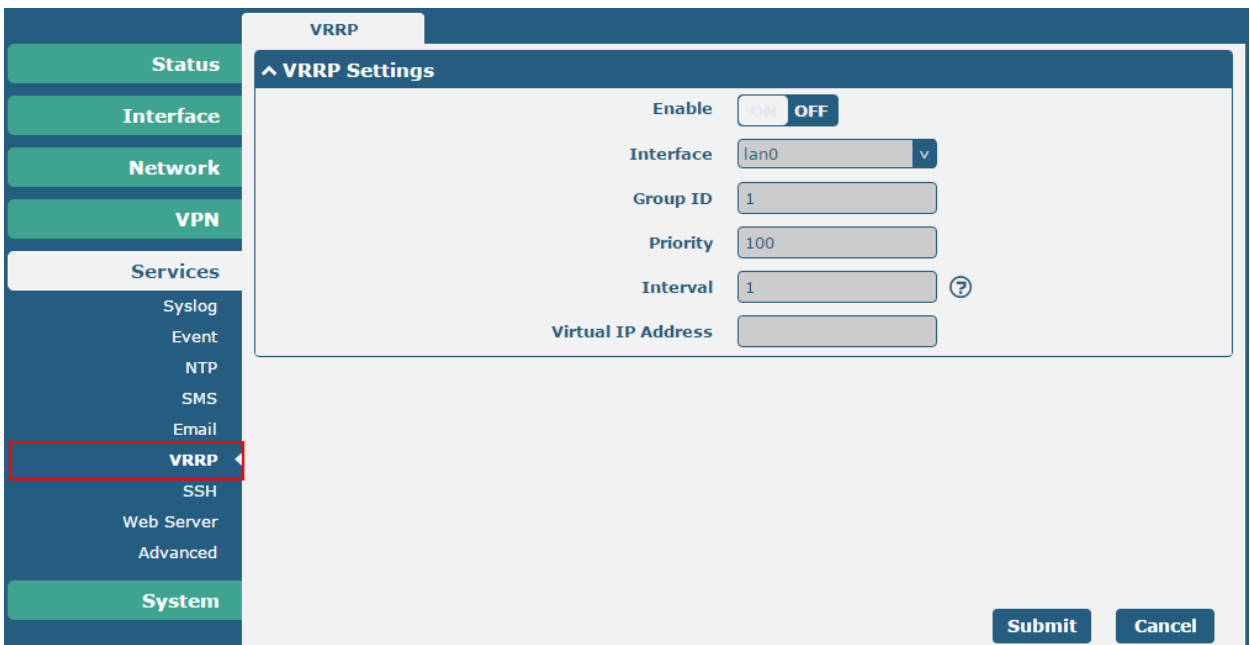 VRRP
Status
Interface
Network
VPN
Services
Syslog
Event
NTP
SMS
Email
VRRP
SSH
Web Server
Advanced
System
^ VRRP Settings
Enable ON OFF
Interface lan0 v
Group ID 1
Priority 100
Interval 1 ?
Virtual IP Address
Submit Cancel